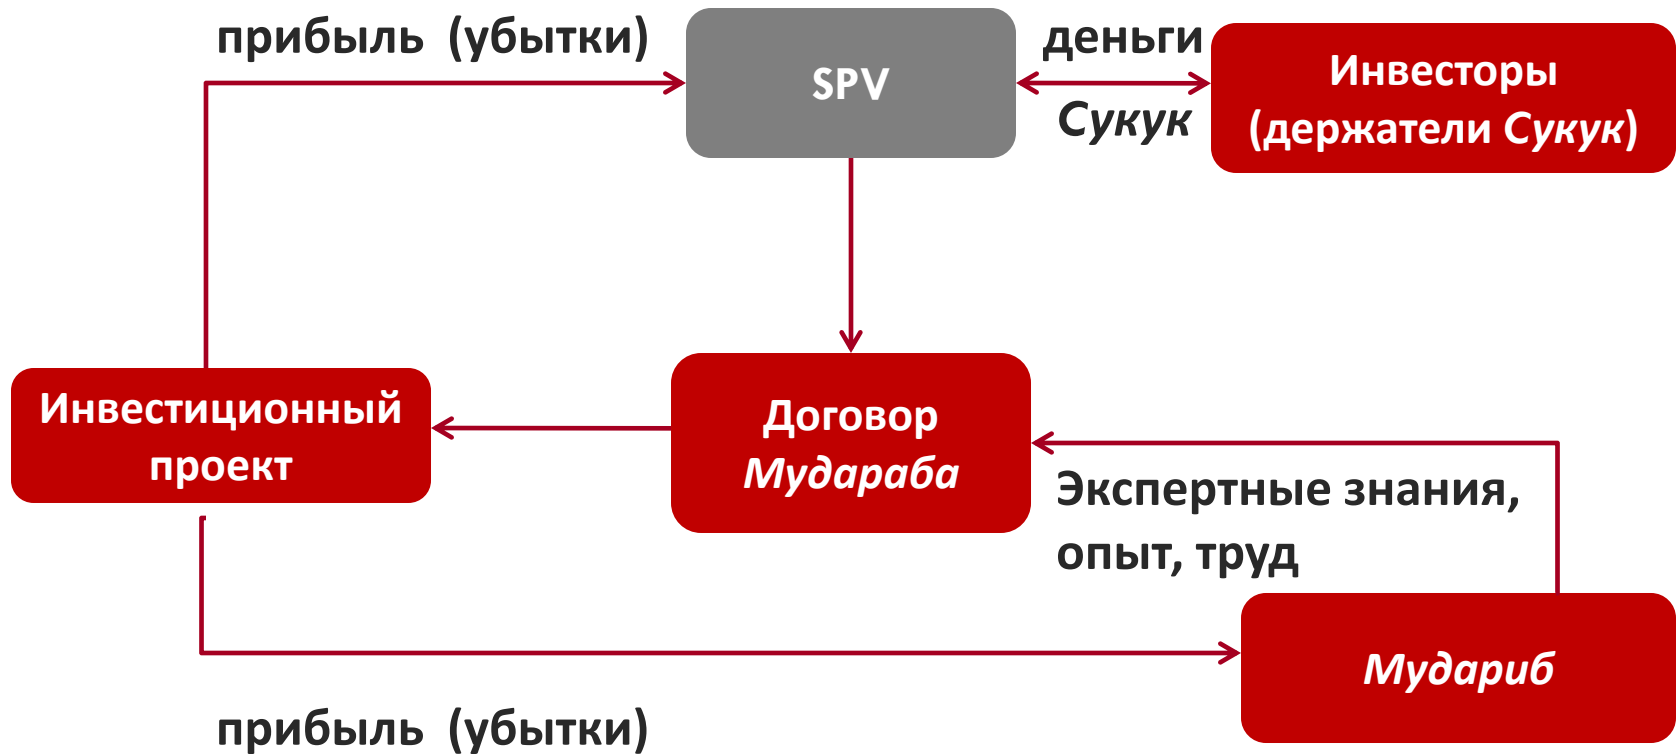 прибыль (убытки)
SPV
деньги
Сукук
Инвесторы
(держатели Сукук)
Инвестиционный
проект
Договор
Мудараба
Экспертные знания,
опыт, труд
Мудариб
прибыль (убытки)